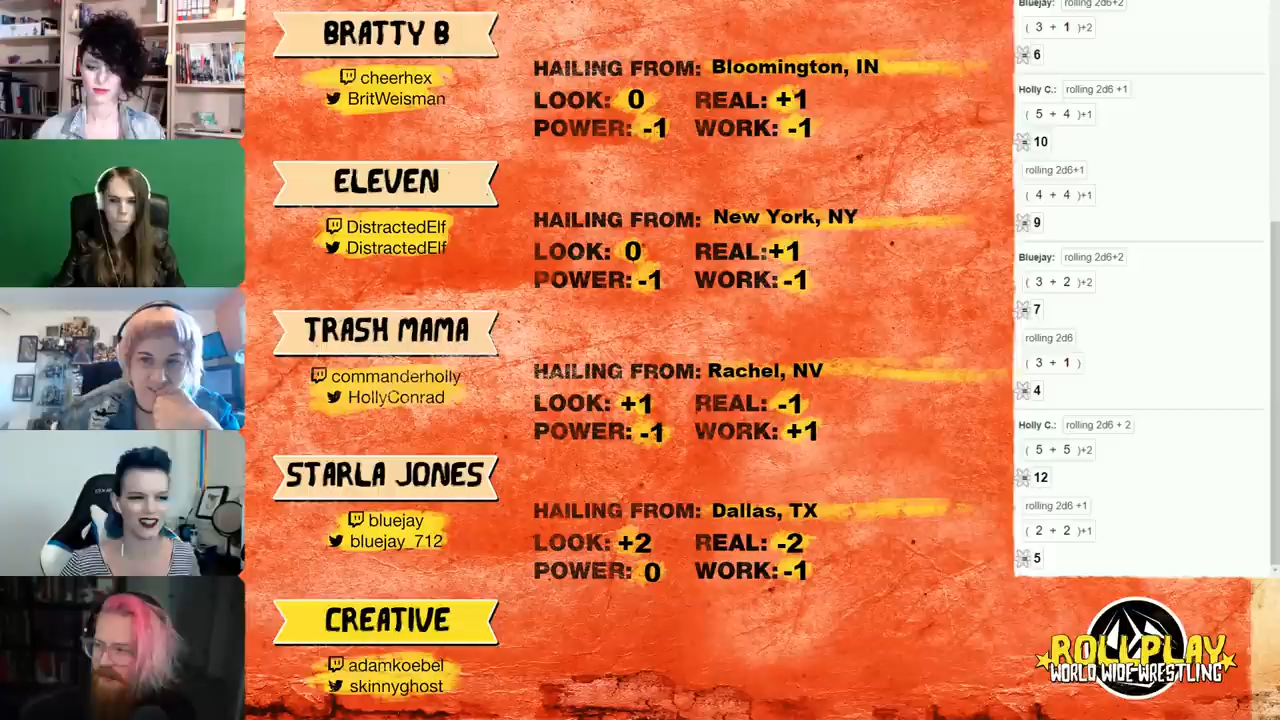 BRATTY B
cheerhex
BritWeisman
HAILING FROM: Bloomington, IN
LOOK: 0 REAL: +1
POWER: -1 WORK: -1
ELEVEN
DistractedElf
DistractedElf
HAILING FROM: New York, NY
LOOK: 0 REAL: +1
POWER: -1 WORK: -1
TRASH MAMA
commanderholly
HollyConrad
HAILING FROM: Rachel, NV
LOOK: +1 REAL: -1
POWER: -1 WORK: +1
STARLA JONES
bluejay
bluejay_712
HAILING FROM: Dallas, TX
LOOK: +2 REAL: -2
POWER: 0 WORK: -1
CREATIVE
adamkoebel
skinnyghost
Bluejay: rolling 2d6+2
( 3 + 1 )+2
= 6
Holly C.: rolling 2d6 +1
( 5 + 4 )+1
= 10
rolling 2d6+1
( 4 + 4 )+1
= 9
Bluejay: rolling 2d6+2
( 3 + 2 )+2
= 7
rolling 2d6
( 3 + 1 )
= 4
Holly C.: rolling 2d6 + 2
( 5 + 5 )+2
= 12
rolling 2d6 +1
( 2 + 2 )+1
= 5
ROLLPLAY
WORLD WIDE WRESTLING